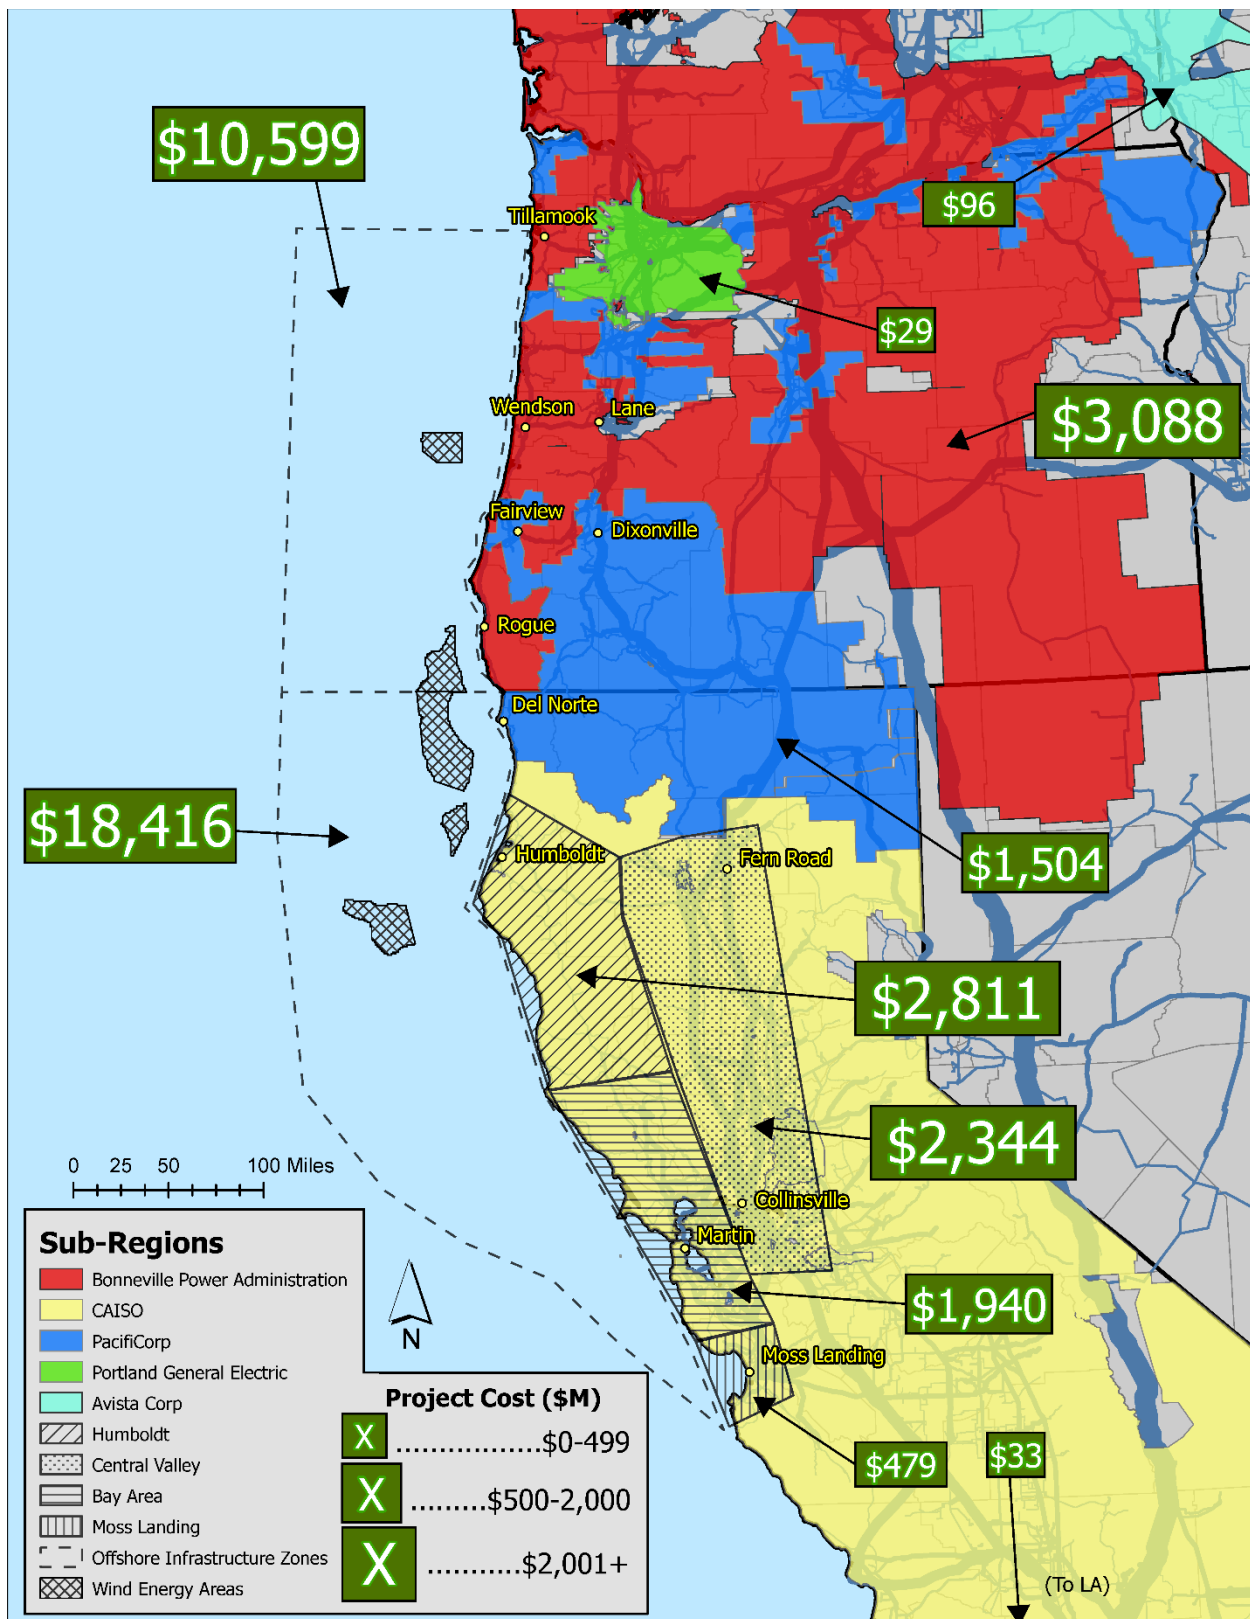 $10,599
$96
Tillamook
$29
$3,088
Wendson
Lane
Fairview
Dixonville
Rogue
Del Norte
$18,416
Humboldt
Fern Road
$1,504
$2,811
$2,344
0 25 50 100 Miles
Collinsville
Martin
$1,940
Moss Landing
$479
$33
(To LA)
N
Sub-Regions
Bonneville Power Administration
CAISO
PacifiCorp
Portland General Electric
Avista Corp
Humboldt
Central Valley
Bay Area
Moss Landing
Offshore Infrastructure Zones
Wind Energy Areas
Project Cost ($M)
X ..................$0-499
X .........$500-2,000
X ...........$2,001+